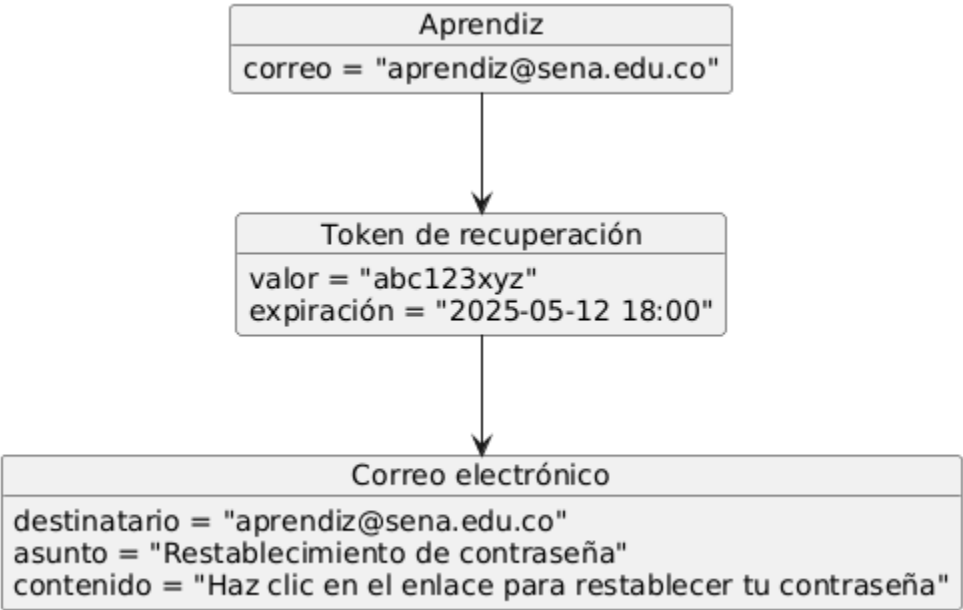 Aprendiz
correo = "aprendiz@sena.edu.co"
Token de recuperación
valor = "abc123xyz"
expiración = "2025-05-12 18:00"
Correo electrónico
destinatario = "aprendiz@sena.edu.co"
asunto = "Restablecimiento de contraseña"
contenido = "Haz clic en el enlace para restablecer tu contraseña"